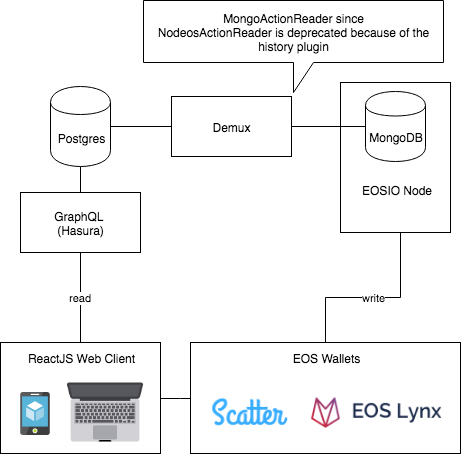 MongoActionReader since
NodeosActionReader is deprecated because of the
history plugin
Postgres
Demux
MongoDB
EOSIO Node
GraphQL
(Hasura)
read
write
ReactJS Web Client
EOS Wallets
Scatter
EOS Lynx